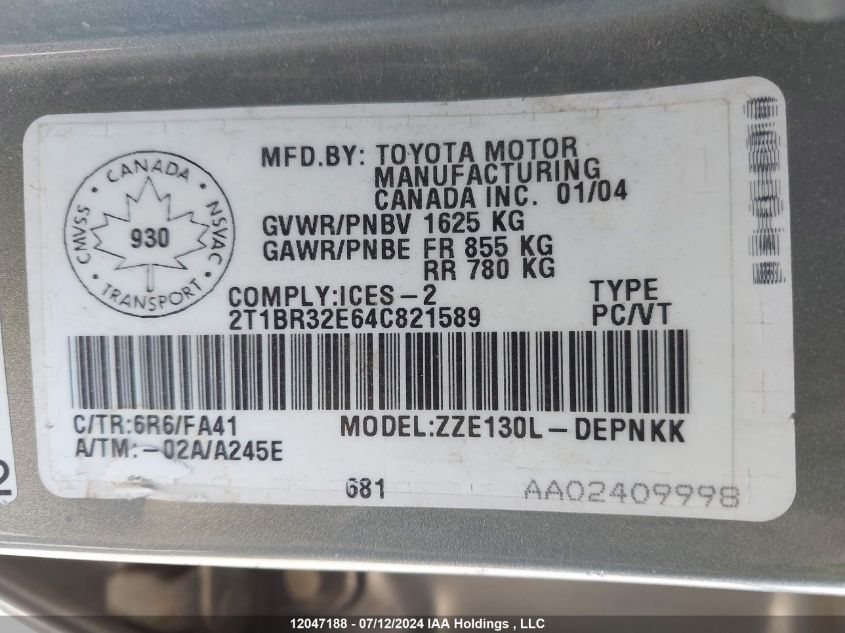 CANADA
CMVSS
NSVAC
930
TRANSPORT
MFD.BY: TOYOTA MOTOR
MANUFACTURING
CANADA INC. 01/04
GVWR/PNBV 1625 KG
GAWR/PNBE FR 855 KG
RR 780 KG
COMPLY:ICES-2
TYPE
2T1BR32E64C821589
PC/VT
C/TR:6R6/FA41
MODEL:ZZE130L-DEPNKK
A/TM:-02A/A245E
681
AA02409998
2
12047188 - 07/12/2024 IAA Holdings , LLC